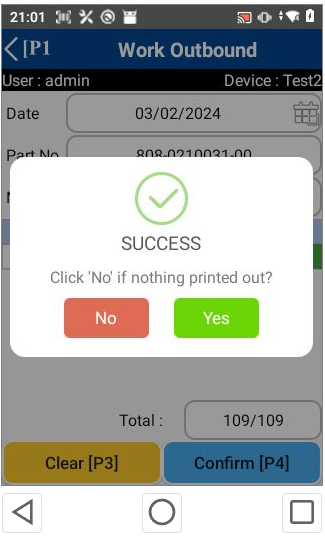 21:01
[P1
Work Outbound
User : admin
Device : Test2
Date
03/02/2024
Part No
808-0210031-00
SUCCESS
Click 'No' if nothing printed out?
No
Yes
Total :
109/109
Clear [P3]
Confirm [P4]